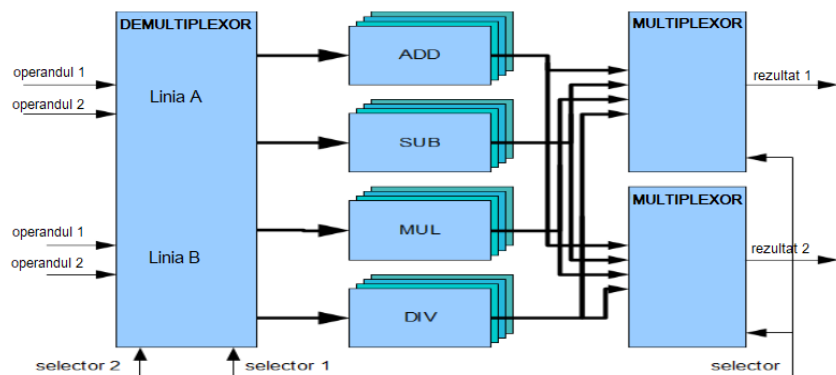 DEMULTIPLEXOR
operandul 1
operandul 2
Linia A
operandul 1
operandul 2
Linia B
selector 2
selector 1
ADD
SUB
MUL
DIV
MULTIPLEXOR
rezultat 1
MULTIPLEXOR
rezultat 2
selector